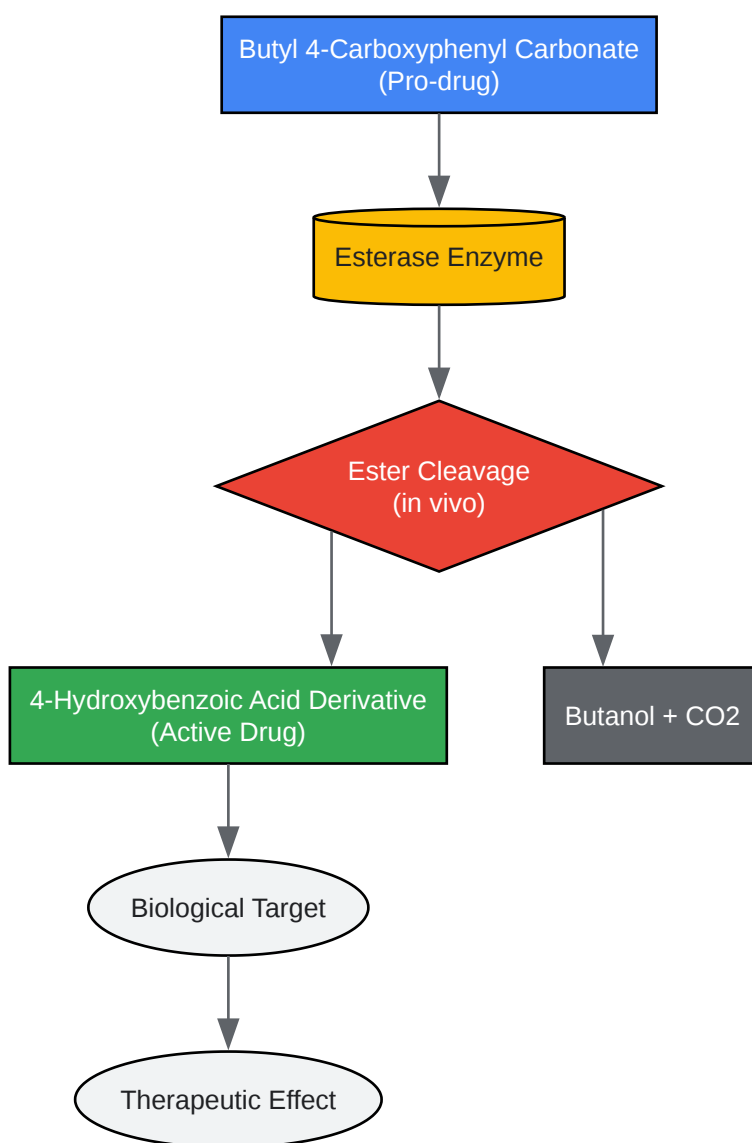 Butyl 4-Carboxyphenyl Carbonate
(Pro-drug)
Esterase Enzyme
Ester Cleavage
(in vivo)
4-Hydroxybenzoic Acid Derivative
(Active Drug)
Butanol + CO2
Biological Target
Therapeutic Effect